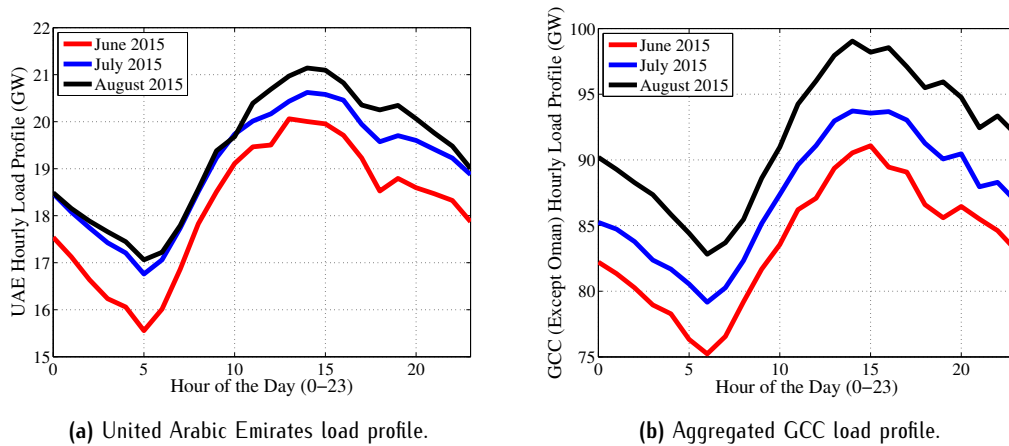 22
21
20
19
18
17
16
15
0
5
10
15
20
UAE Hourly Load Profile (GW)
Hour of the Day (0−23)
June 2015
July 2015
August 2015
(a) United Arabic Emirates load profile.
100
95
90
85
80
75
0
5
10
15
20
GCC (Except Oman) Hourly Load Profile (GW)
Hour of the Day (0−23)
June 2015
July 2015
August 2015
(b) Aggregated GCC load profile.